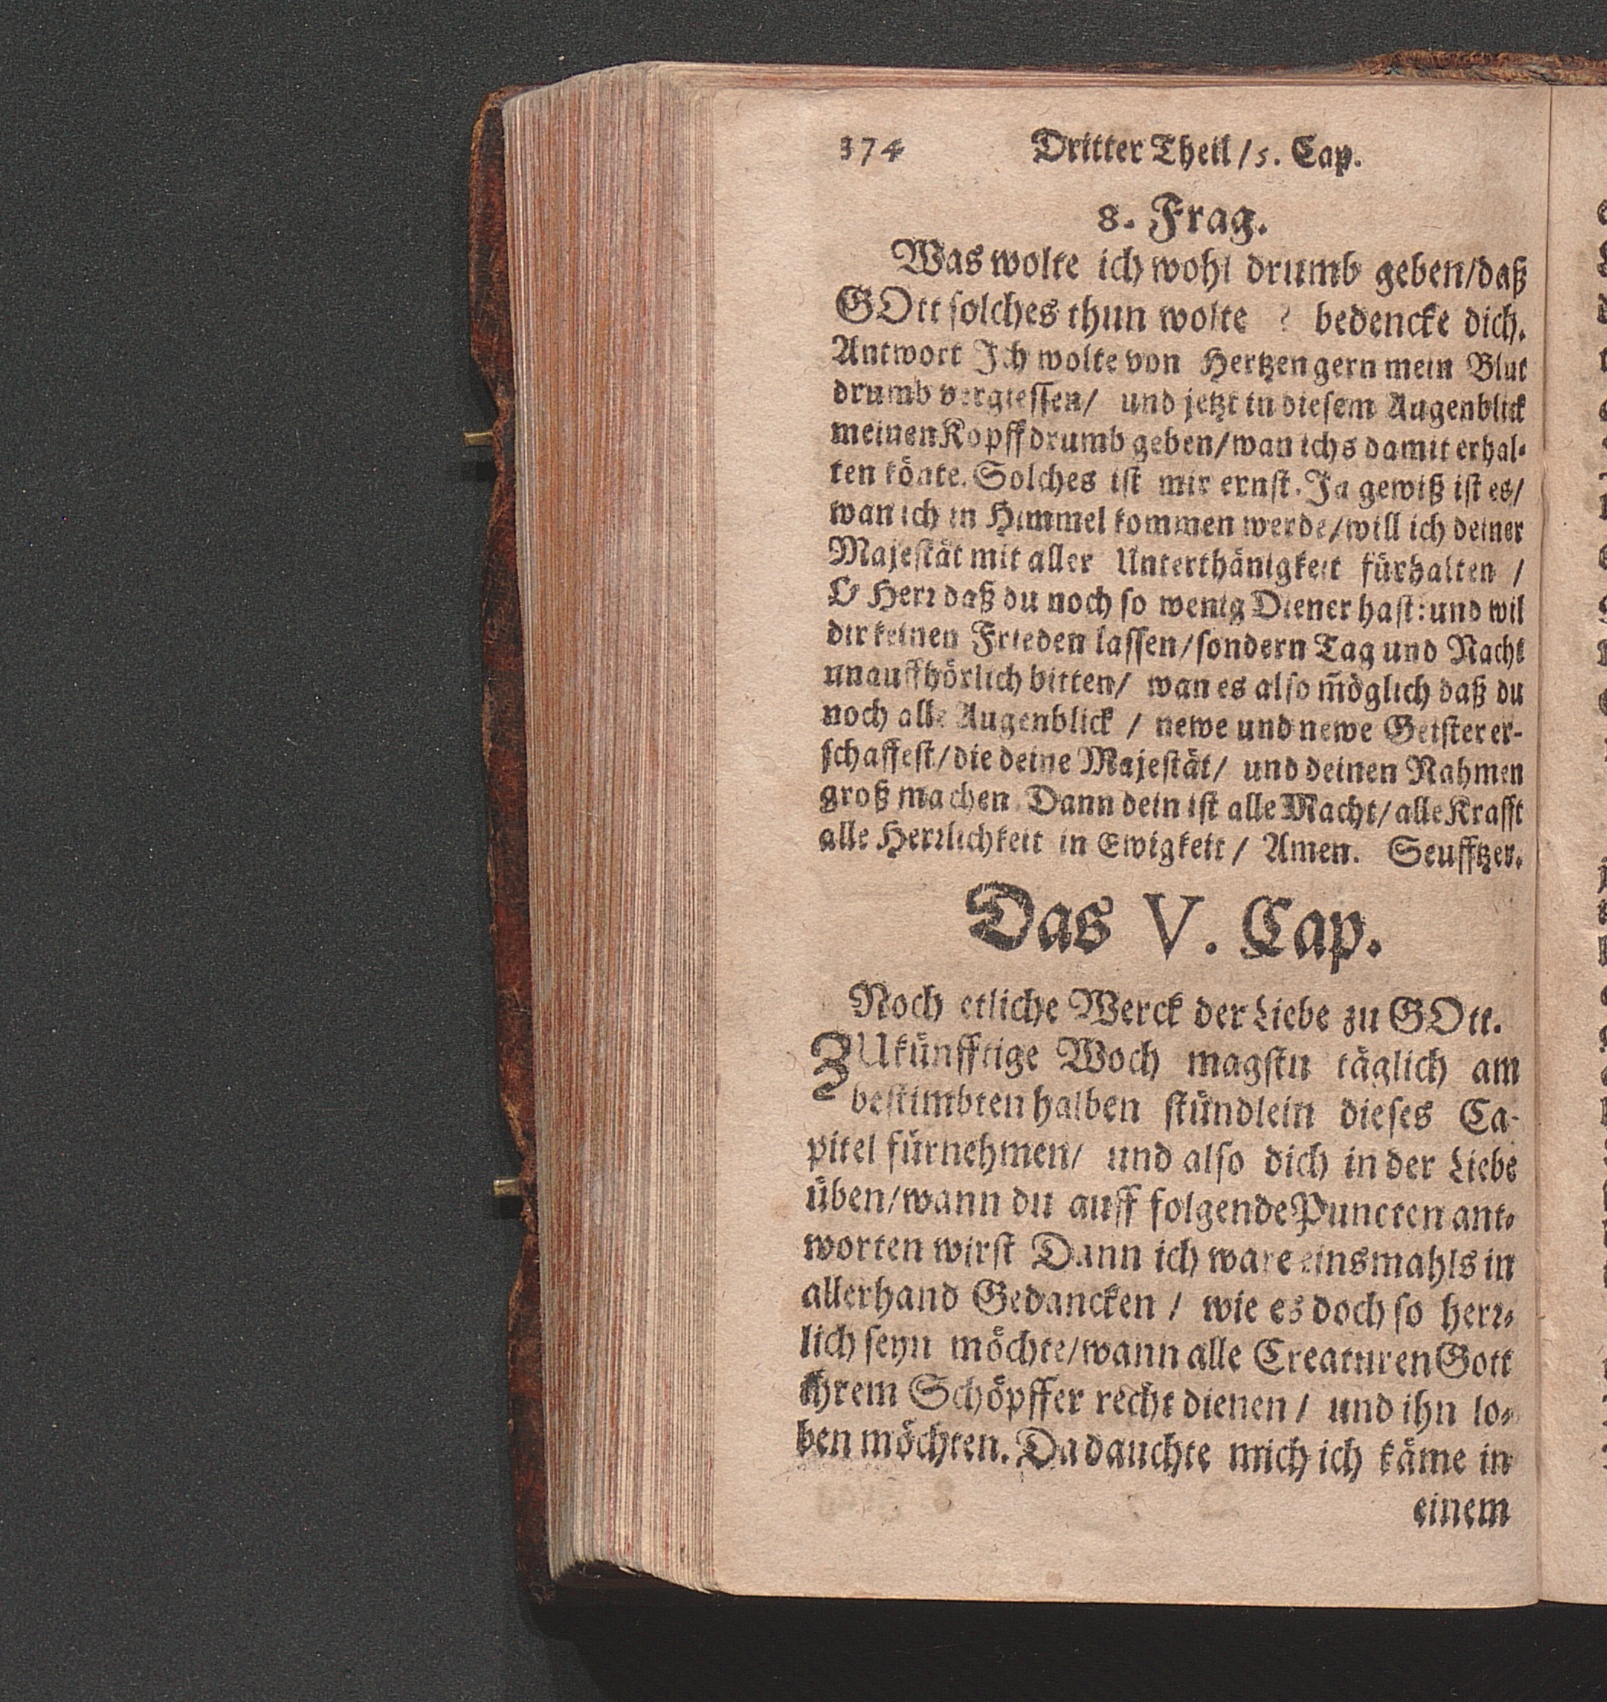 374 Dritter Theil / 5. Cap.
8. Frag.
Was wolte ich wohl drumb geben/daß
GOtt solches thun wolte ? bedencke dich.
Antwort Ich wolte von Hertzen gern mein Blut
drumb vergiessen/ und jetzt in diesem Augenblick
meinen Kopff drumb geben/wan ichs damit erhal-
ten könte. Solches ist mir ernst. Ja gewiß ist es/
wan ich in Himmel kommen werde/will ich deiner
Majestät mit aller Unterthänigkeit fürhalten /
O Herr daß du noch so wenig Diener hast: und wil
dir keinen Frieden lassen/sondern Tag und Nacht
unauffhörlich bitten/ wan es also m̃öglich daß du
noch alle Augenblick / newe und newe Geister er-
schaffest/die deine Majestät/ und deinen Nahmen
groß machen. Dann dein ist alle Macht/alle Krafft
alle Herrlichkeit in Ewigkeit / Amen. Seufftzer.
Das V. Cap.
Noch etliche Werck der Liebe zu GOtt.
ZUkünfftige Woch magstu täglich am
bestimbten halben stündlein dieses Ca-
pitel fürnehmen/ und also dich in der Liebe
üben/wann du auff folgende Puncten ant-
worten wirst Dann ich ware einsmahls in
allerhand Gedancken / wie es doch so herr-
lich seyn möchte/wann alle Creaturen Gott
ihrem Schöpffer recht dienen / und ihn lo-
ben möchten. Da dauchte mich ich käme in
einem